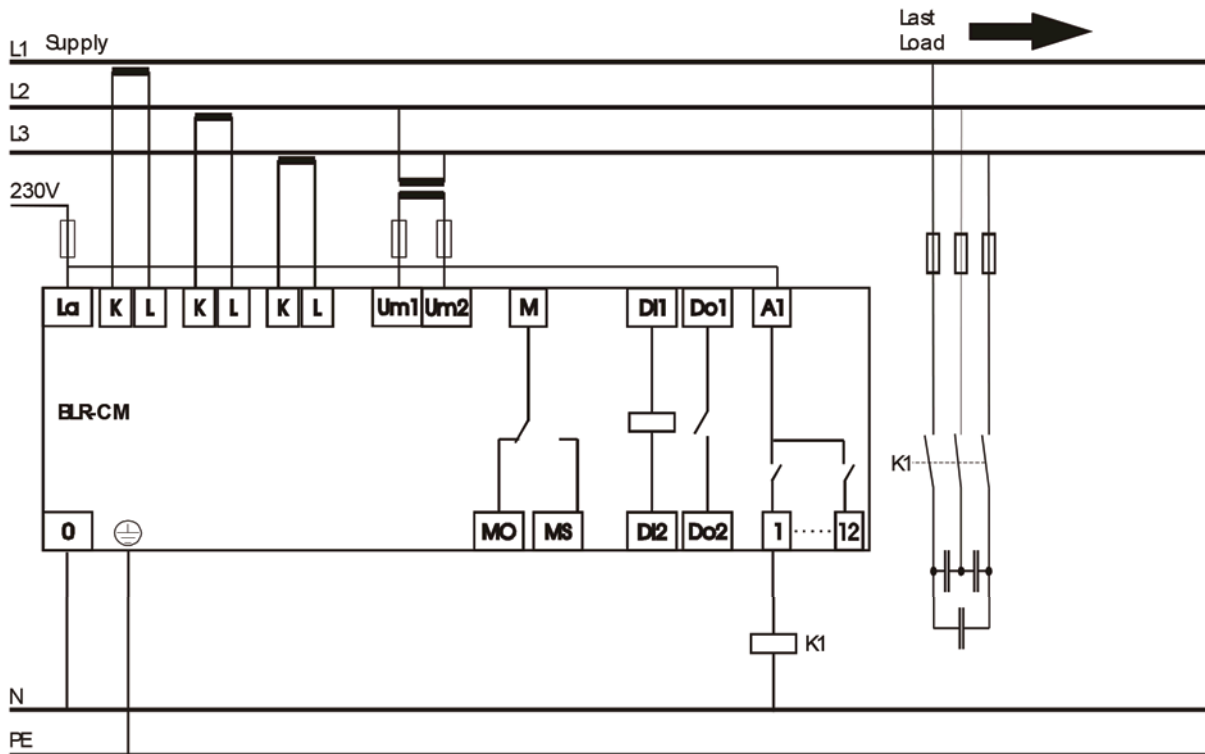 L1 Supply
Last
Load
L2
L3
230V
La K L K L K L Um1 Um2 M DI1 Do1 A1
BLR-CM
K1
0 MO MS DI2 Do2 1 ..... 12
K1
N
PE